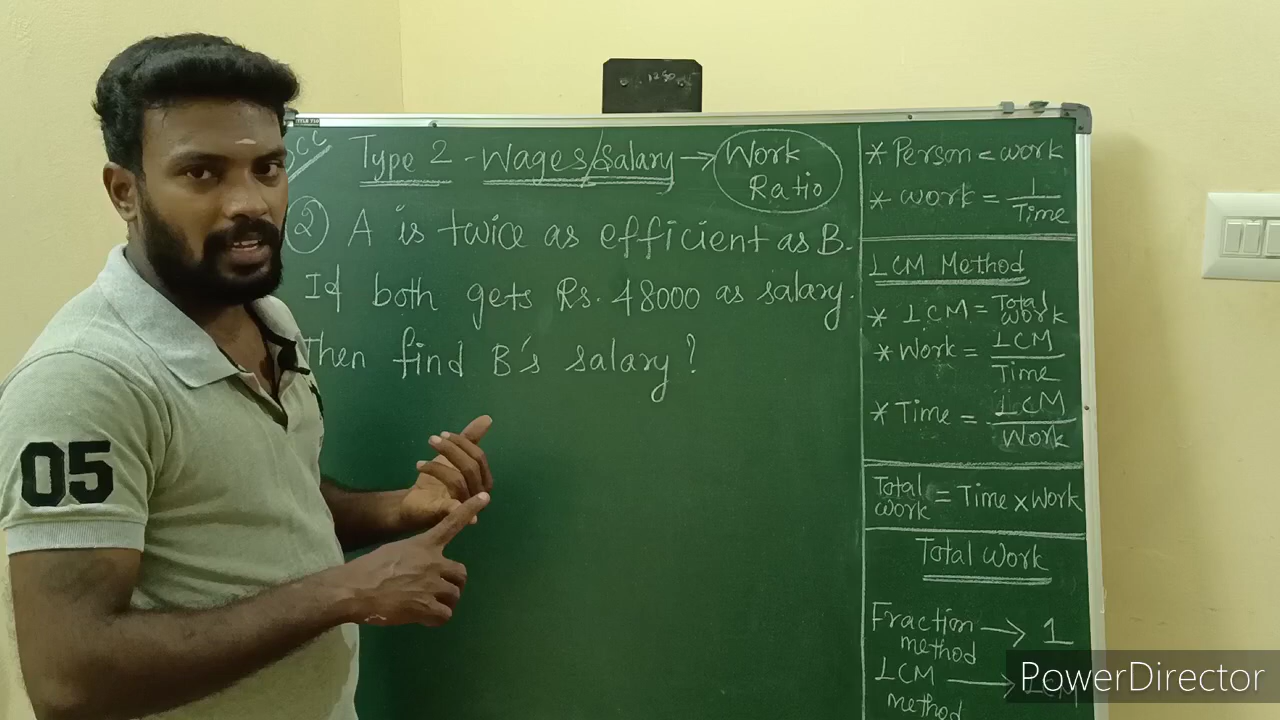 Type 2 - Wages/Salary → Work
Ratio
② A is twice as efficient as B.
If both gets Rs. 48000 as salary.
Then find B's salary?
* Person = work
* work = 1/Time
LCM Method
* LCM = Total work
* Work = LCM/Time
* Time = LCM/Work
Total work = Time x Work
Total Work
Fraction method → 1
LCM method →
05
PowerDirector